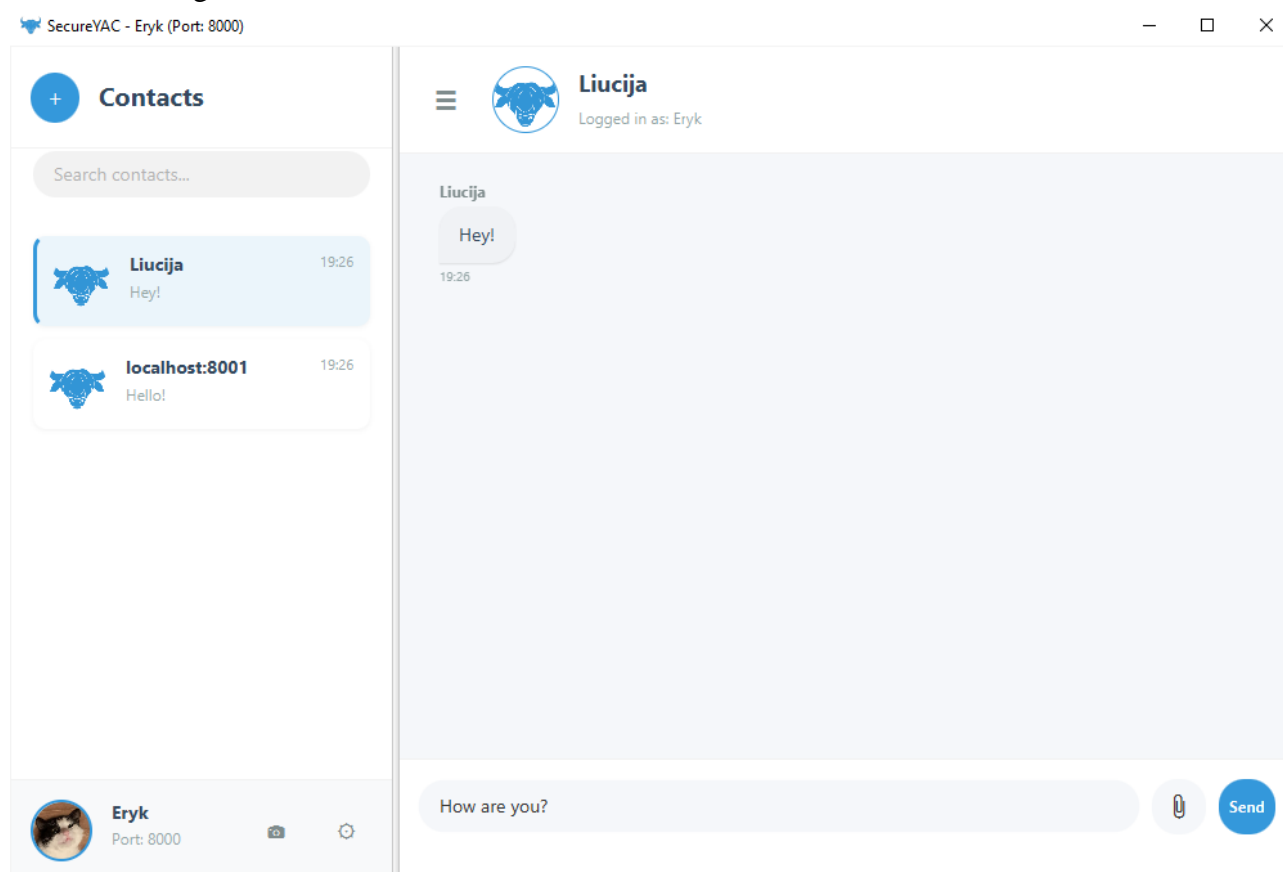 SecureYAC - Eryk (Port: 8000)
+
Contacts
Search contacts...
Liucija
19:26
Hey!
localhost:8001
19:26
Hello!
Eryk
Port: 8000
Liucija
Logged in as: Eryk
Liucija
Hey!
19:26
How are you?
Send